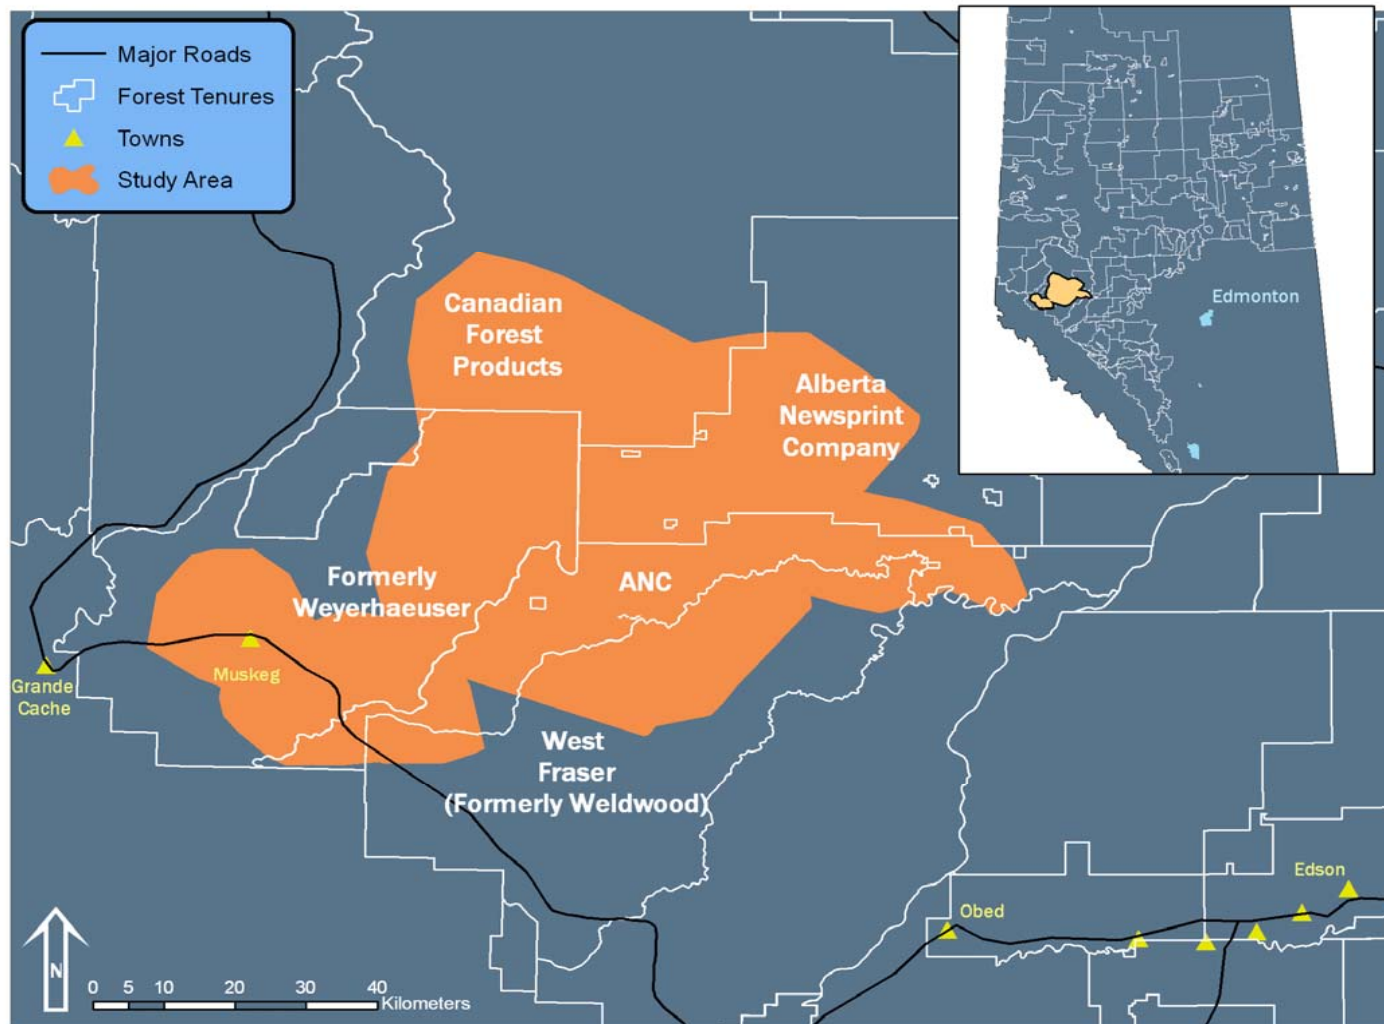 Major Roads
Forest Tenures
Towns
Study Area
Edmonton
Canadian
Forest
Products
Alberta
Newsprint
Company
Formerly
Weyerhaeuser
ANC
Muskeg
Grande
Cache
West
Fraser
(Formerly Weldwood)
Edson
Obed
N
0 5 10 20 30 40
Kilometers